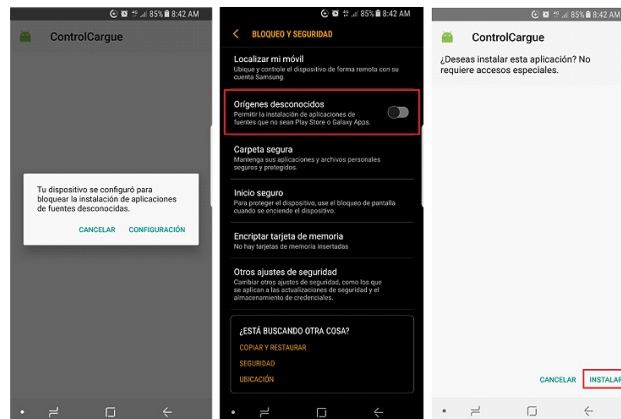 85% 8:42 AM
ControlCargue
Tu dispositivo se configuró para
bloquear la instalación de aplicaciones
de fuentes desconocidas.
CANCELAR CONFIGURACIÓN
85% 8:42 AM
BLOQUEO Y SEGURIDAD
Localizar mi móvil
Ubique y controle el dispositivo de forma remota con su
cuenta Samsung.
Orígenes desconocidos
Permitir la instalación de aplicaciones de
fuentes que no sean Play Store o Galaxy Apps.
Carpeta segura
Mantenga sus aplicaciones y archivos personales
seguros y protegidos.
Inicio seguro
Para proteger el dispositivo, use el bloqueo de pantalla
cuando se enciende el dispositivo.
Encriptar tarjeta de memoria
No hay tarjetas de memoria insertadas
Otros ajustes de seguridad
Cambiar otros ajustes de seguridad, como los que
se aplican a las actualizaciones de seguridad y el
almacenamiento de credenciales.
¿ESTÁ BUSCANDO OTRA COSA?
COPIAR Y RESTAURAR
SEGURIDAD
UBICACIÓN
85% 8:42 AM
ControlCargue
¿Deseas instalar esta aplicación? No
requiere accesos especiales.
CANCELAR INSTALAR